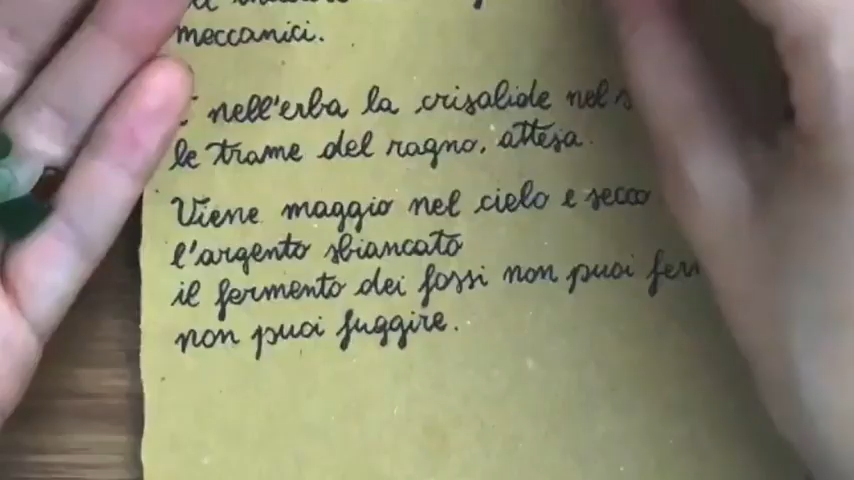 meccanici.
nell'erba la crisalide nel
le trame del ragno, attesa.
Viene maggio nel cielo e secco
l'argento sbiancato
il fermento dei fossi non puoi
non puoi fuggire.